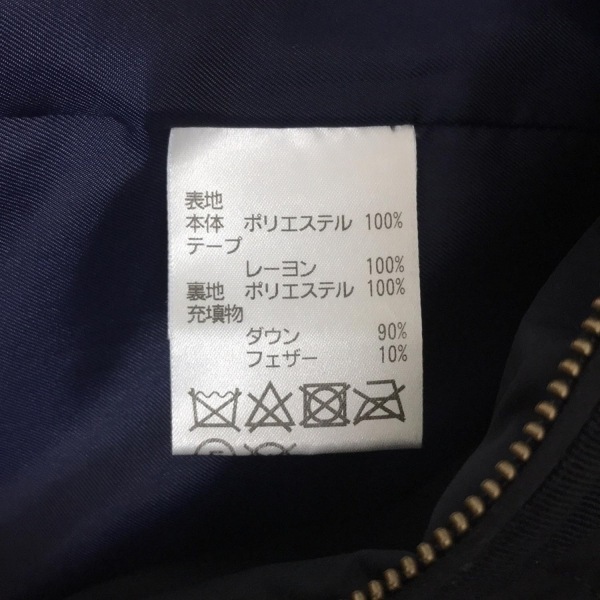 表地
本体 ポリエステル 100%
テープ
レーヨン 100%
裏地 ポリエステル 100%
充填物
ダウン 90%
フェザー 10%